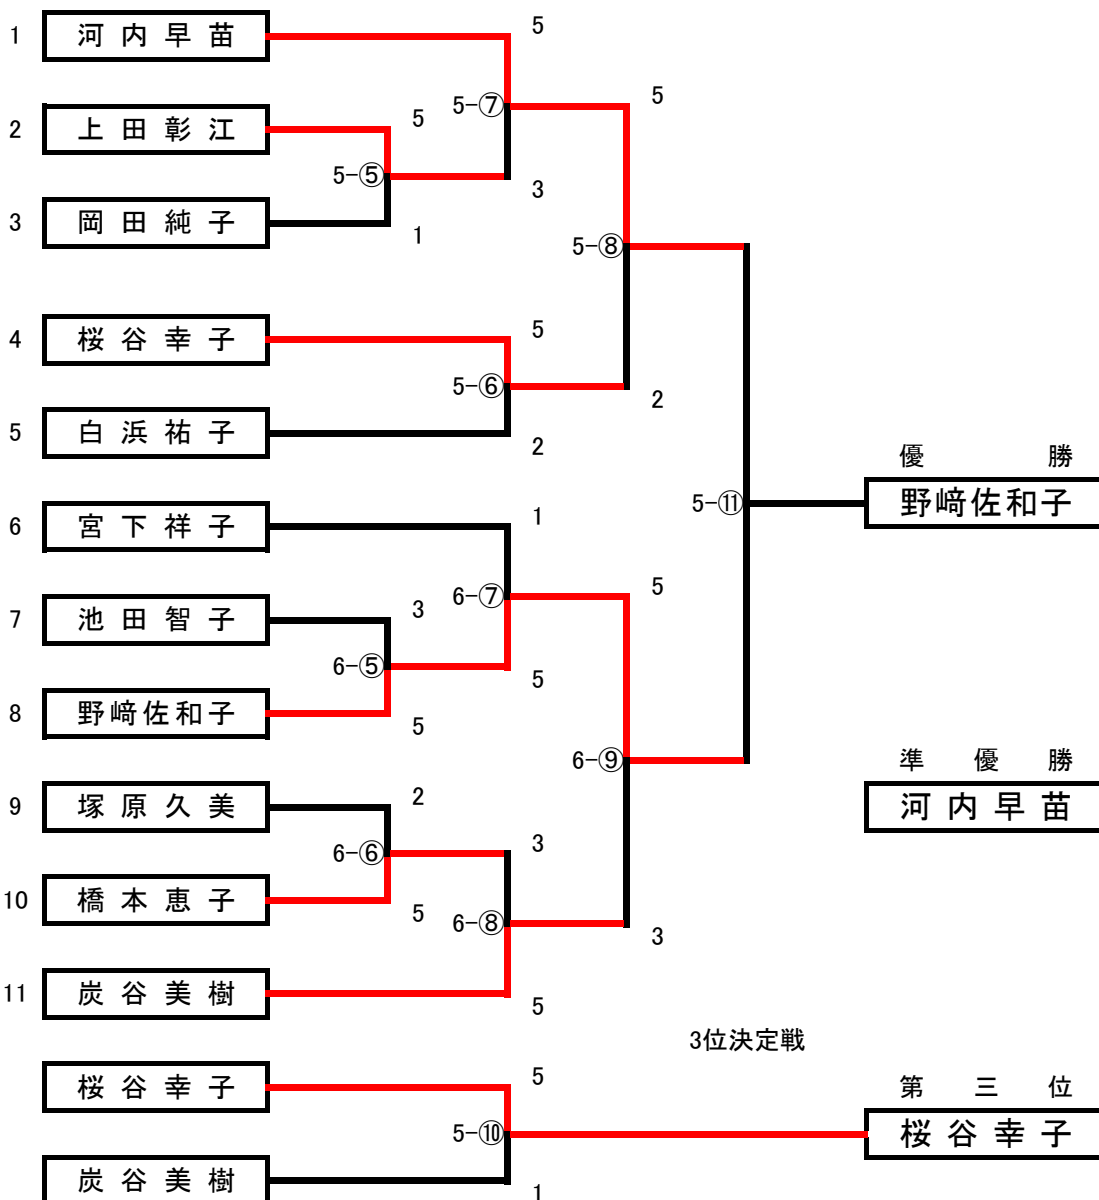 1 河内早苗 5
2 上田彰江 5 5-⑦ 5
5-⑤ 3
3 岡田純子 1
5-⑧
4 桜谷幸子 5
5-⑥ 2
5 白浜祐子 2
優勝
5-⑪ 野﨑佐和子
6 宮下祥子 1
6-⑦ 5
7 池田智子 3
6-⑤ 5
8 野﨑佐和子 5
6-⑨ 準優勝
9 塚原久美 2 河内早苗
6-⑥ 3
10 橋本恵子 5 6-⑧ 3
11 炭谷美樹 5
3位決定戦
桜谷幸子 5 第三位
5-⑩ 桜谷幸子
炭谷美樹 1